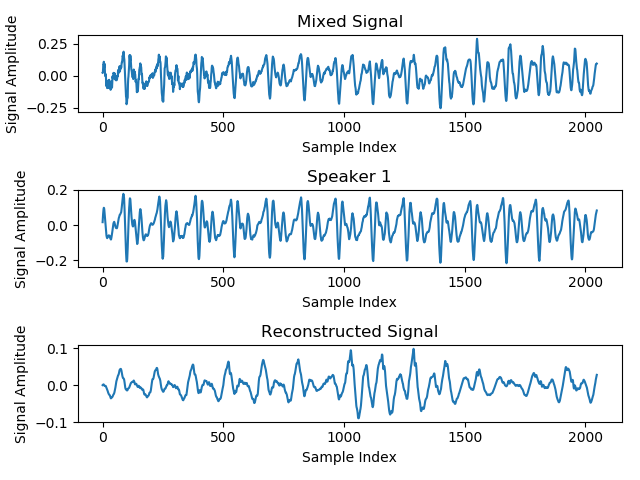 Mixed Signal
Signal Amplitude
0.25
0.00
−0.25
0 500 1000 1500 2000
Sample Index
Speaker 1
Signal Amplitude
0.2
0.0
−0.2
0 500 1000 1500 2000
Sample Index
Reconstructed Signal
Signal Amplitude
0.1
0.0
−0.1
0 500 1000 1500 2000
Sample Index